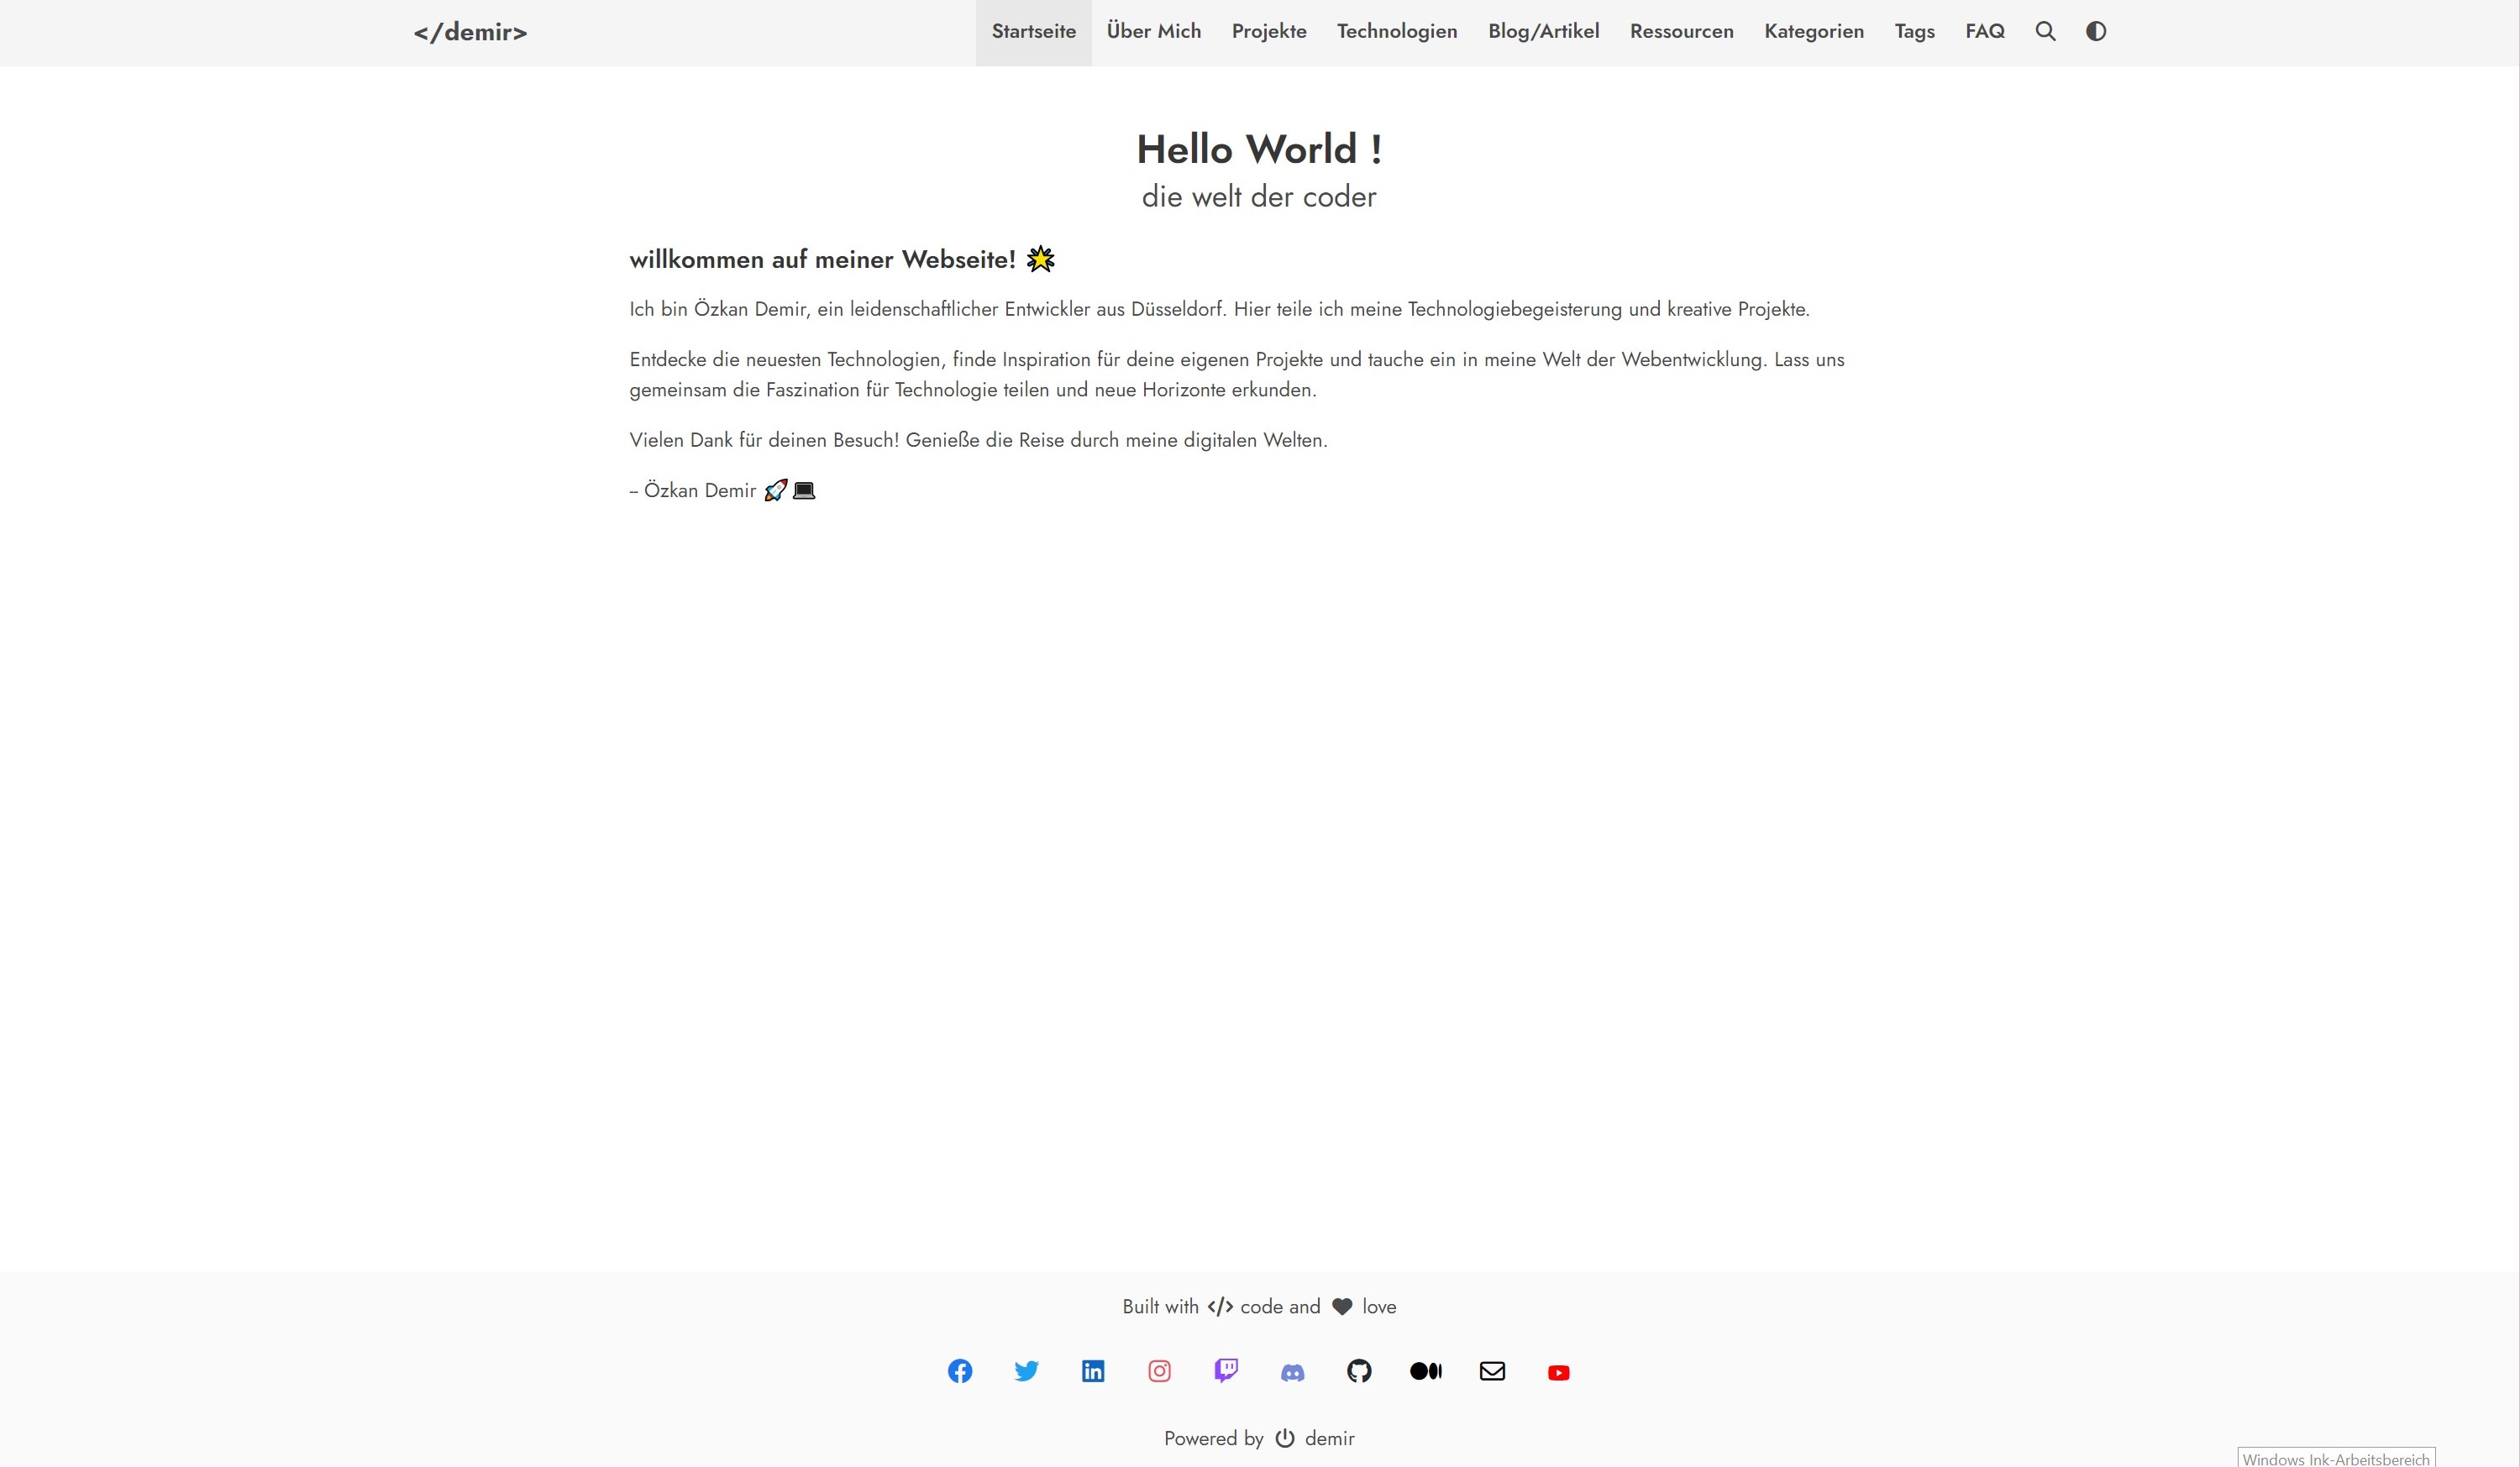 </demir>
Startseite Über Mich Projekte Technologien Blog/Artikel Ressourcen Kategorien Tags FAQ
Hello World !
die welt der coder
willkommen auf meiner Webseite! 🌟
Ich bin Özkan Demir, ein leidenschaftlicher Entwickler aus Düsseldorf. Hier teile ich meine Technologiebegeisterung und kreative Projekte.
Entdecke die neuesten Technologien, finde Inspiration für deine eigenen Projekte und tauche ein in meine Welt der Webentwicklung. Lass uns
gemeinsam die Faszination für Technologie teilen und neue Horizonte erkunden.
Vielen Dank für deinen Besuch! Genieße die Reise durch meine digitalen Welten.
– Özkan Demir 🚀💻
Built with </> code and ♥ love
Powered by ⏻ demir
Windows Ink-Arbeitsbereich